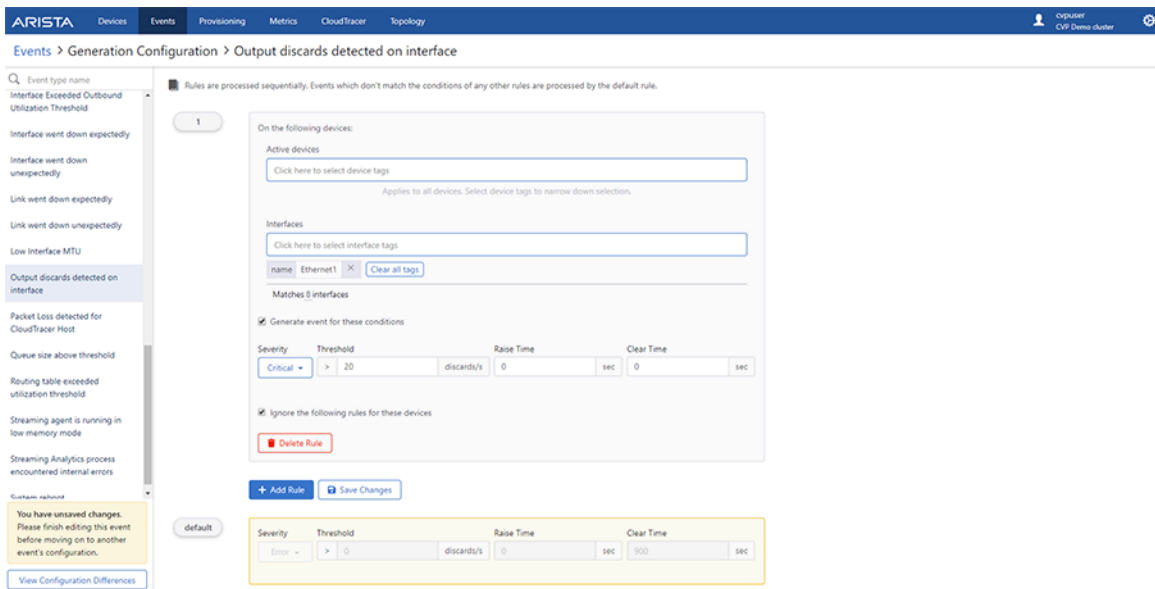 ARISTA Devices Events Provisioning Metrics CloudTracer Topology cvpuser
CVP Demo cluster
Events > Generation Configuration > Output discards detected on interface
Event type name
Interface Exceeded Outbound
Utilization Threshold
Interface went down expectedly
Interface went down
unexpectedly
Link went down expectedly
Link went down unexpectedly
Low Interface MTU
Output discards detected on
interface
Packet Loss detected for
CloudTracer Host
Queue size above threshold
Routing table exceeded
utilization threshold
Streaming agent is running in
low memory mode
Streaming Analytics process
encountered internal errors
System reboot
You have unsaved changes.
Please finish editing this event
before moving on to another
event's configuration.
View Configuration Differences
Rules are processed sequentially. Events which don't match the conditions of any other rules are processed by the default rule.
1
On the following devices:
Active devices
Click here to select device tags
Applies to all devices. Select device tags to narrow down selection.
Interfaces
Click here to select interface tags
name Ethernet1 × Clear all tags
Matches 8 interfaces
Generate event for these conditions
Severity Threshold Raise Time Clear Time
Critical > 20 discards/s 0 sec 0 sec
Ignore the following rules for these devices
Delete Rule
+ Add Rule Save Changes
default
Severity Threshold Raise Time Clear Time
Error > 0 discards/s 0 sec 900 sec